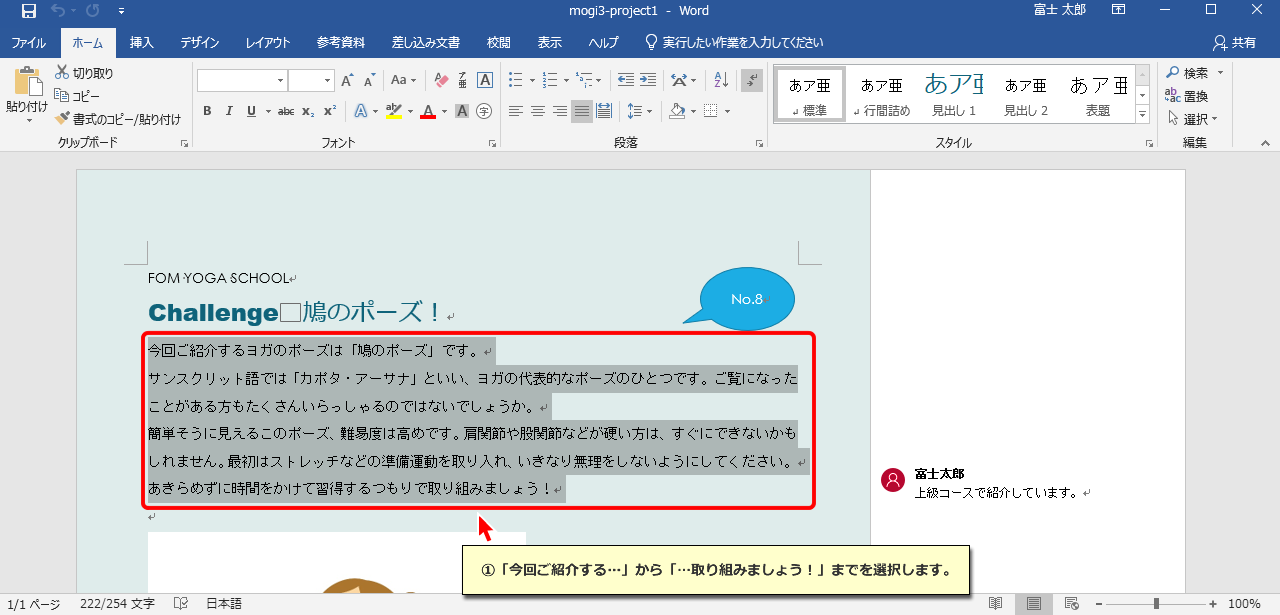 mogi3-project1 - Word
富士 太郎
ファイル ホーム 挿入 デザイン レイアウト 参考資料 差し込み文書 校閲 表示 ヘルプ 実行したい作業を入力してください 共有
貼り付け
切り取り
コピー
書式のコピー/貼り付け
クリップボード
フォント
段落
あア亜 あア亜 あア亜 あア亜 あア亜
標準 行間詰め 見出し 1 見出し 2 表題
スタイル
検索
置換
選択
編集
FOM YOGA SCHOOL
Challenge□鳩のポーズ！
No.8
今回ご紹介するヨガのポーズは「鳩のポーズ」です。
サンスクリット語では「カポタ・アーサナ」といい、ヨガの代表的なポーズのひとつです。ご覧になった
ことがある方もたくさんいらっしゃるのではないでしょうか。
簡単そうに見えるこのポーズ、難易度は高めです。肩関節や股関節などが硬い方は、すぐにできないかも
しれません。最初はストレッチなどの準備運動を取り入れ、いきなり無理をしないようにしてください。
あきらめずに時間をかけて習得するつもりで取り組みましょう！
富士太郎
上級コースで紹介しています。
①「今回ご紹介する…」から「…取り組みましょう！」までを選択します。
1/1 ページ 222/254 文字 日本語 100%